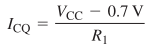 I_CQ = (V_CC − 0.7 V) / R_1